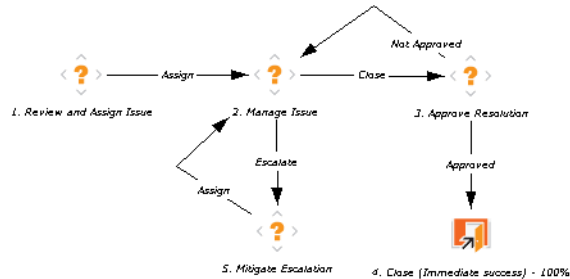 Not Approved
Assign
Close
1. Review and Assign Issue
2. Manage Issue
3. Approve Resolution
Escalate
Approved
Assign
5. Mitigate Escalation
4. Close (Immediate success) - 100%